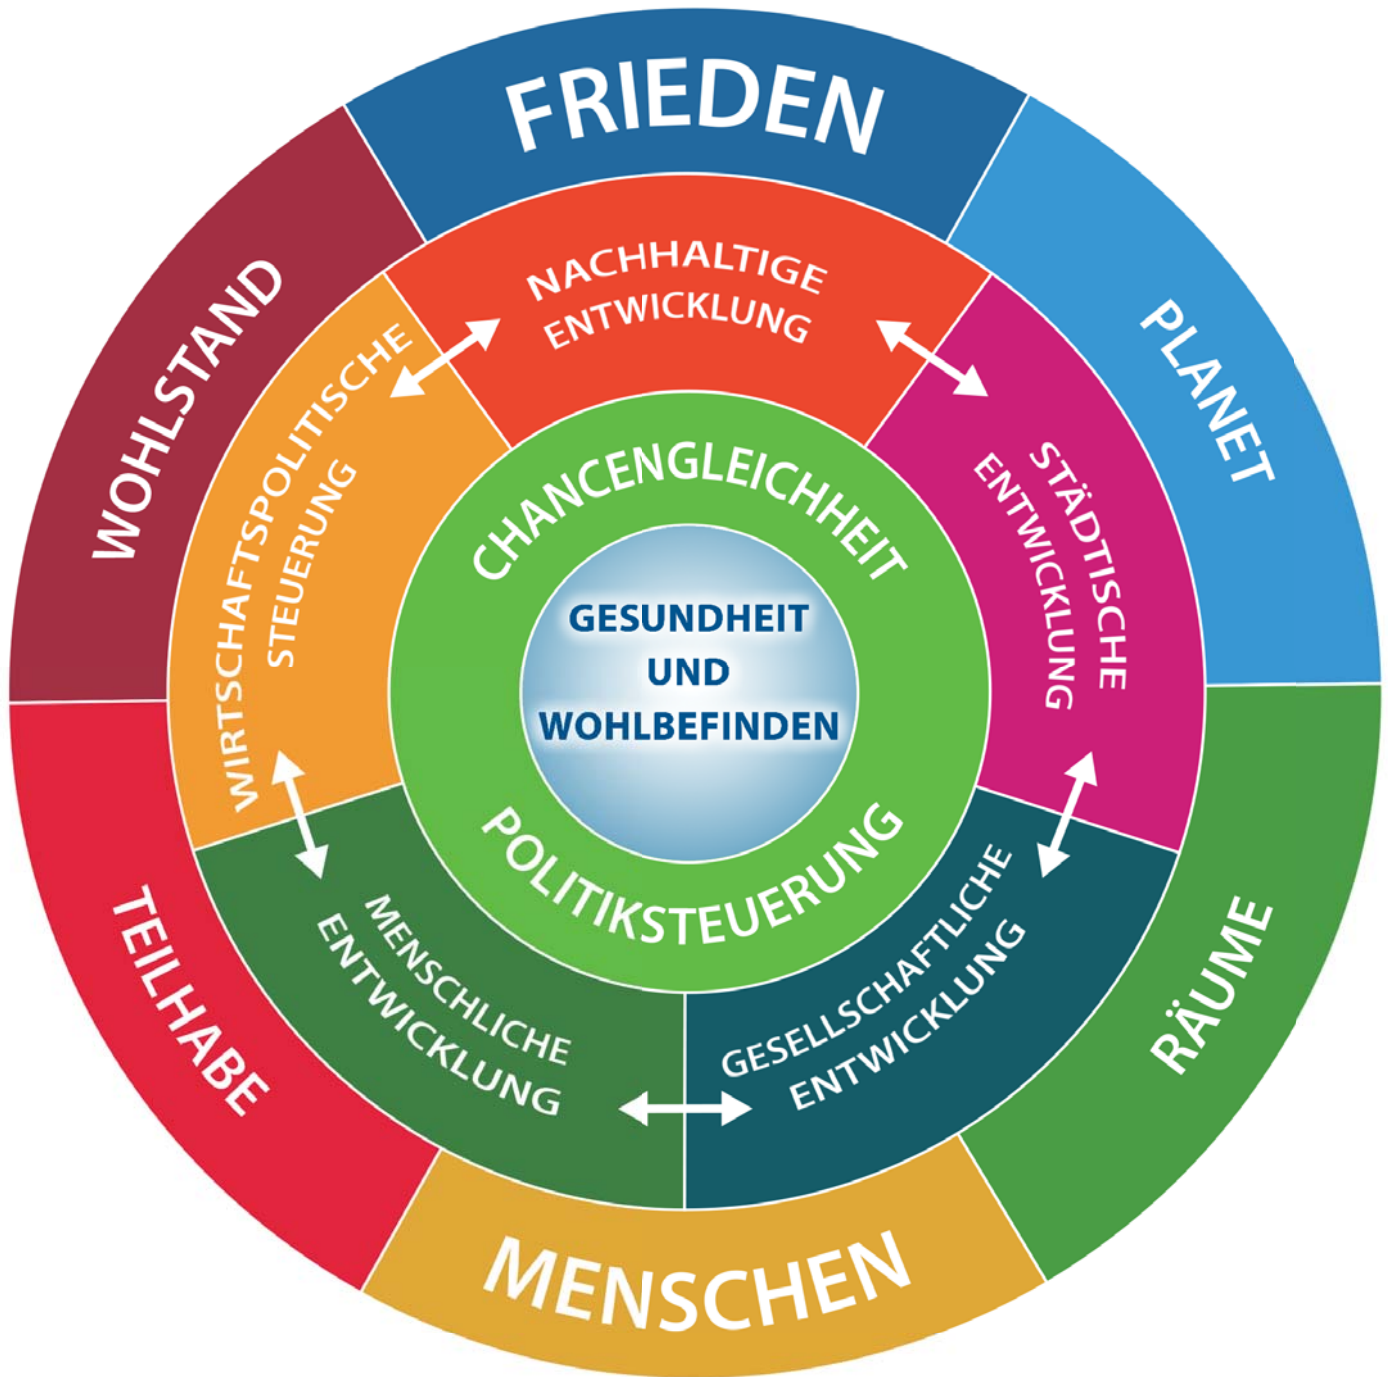 FRIEDEN
PLANET
RÄUME
MENSCHEN
TEILHABE
WOHLSTAND
NACHHALTIGE
ENTWICKLUNG
STÄDTISCHE
ENTWICKLUNG
GESELLSCHAFTLICHE
ENTWICKLUNG
MENSCHLICHE
ENTWICKLUNG
WIRTSCHAFTSPOLITISCHE
STEUERUNG
CHANCENGLEICHHEIT
POLITIKSTEUERUNG
GESUNDHEIT
UND
WOHLBEFINDEN